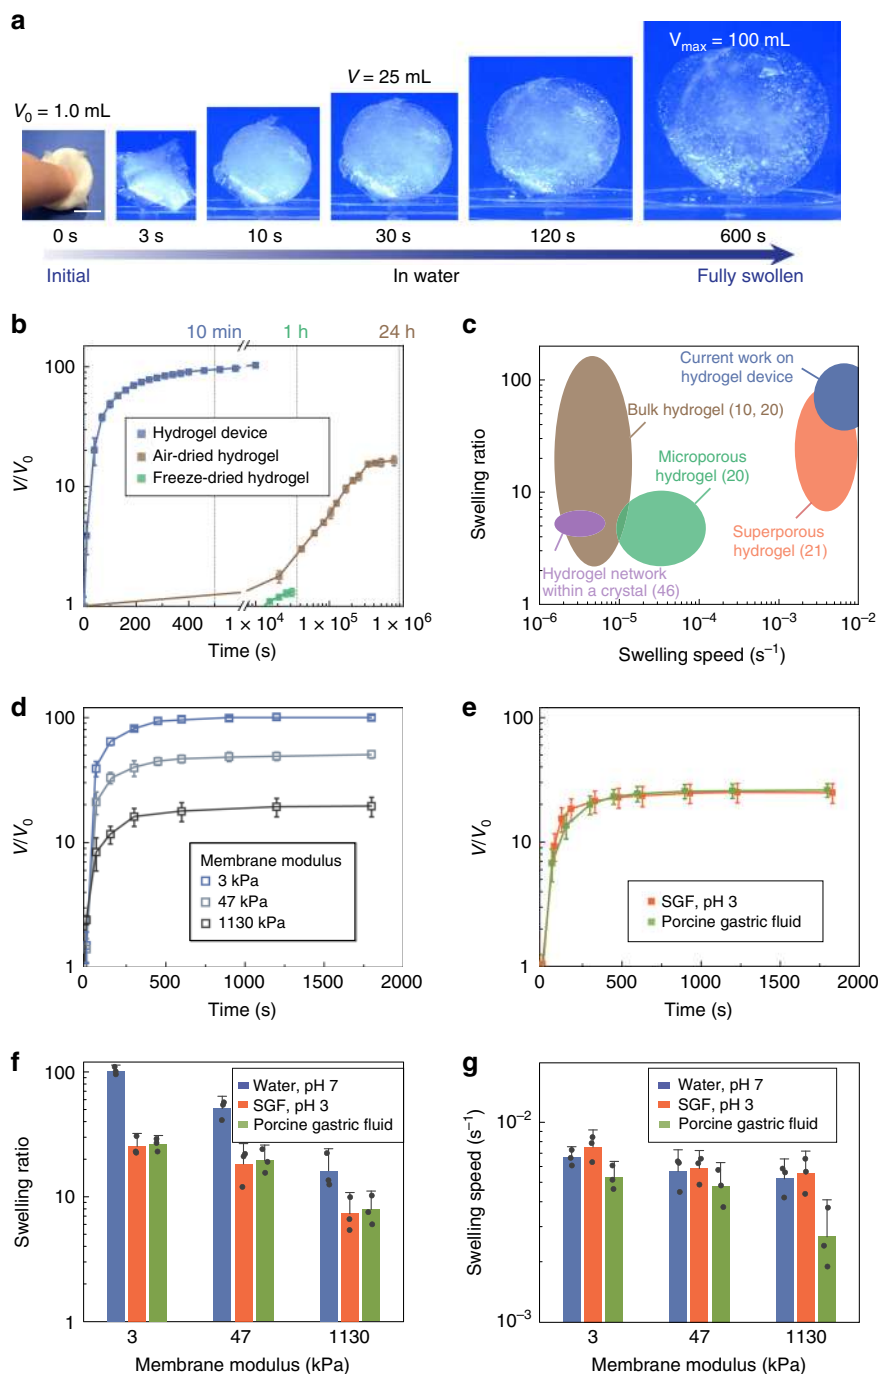 a
V₀ = 1.0 mL
V = 25 mL
Vmax = 100 mL
0 s 3 s 10 s 30 s 120 s 600 s
Initial In water Fully swollen
b
10 min 1 h 24 h
100
10
1
V/V₀
Hydrogel device
Air-dried hydrogel
Freeze-dried hydrogel
0 200 400 1 × 10⁴ 1 × 10⁵ 1 × 10⁶
Time (s)
c
100
10
1
Swelling ratio
Current work on
hydrogel device
Bulk hydrogel (10, 20)
Microporous
hydrogel
(20)
Superporous
hydrogel (21)
Hydrogel network
within a crystal (46)
10⁻⁶ 10⁻⁵ 10⁻⁴ 10⁻³ 10⁻²
Swelling speed (s⁻¹)
d
100
10
1
V/V₀
Membrane modulus
3 kPa
47 kPa
1130 kPa
0 500 1000 1500 2000
Time (s)
e
100
10
1
V/V₀
SGF, pH 3
Porcine gastric fluid
0 500 1000 1500 2000
Time (s)
f
100
10
1
Swelling ratio
Water, pH 7
SGF, pH 3
Porcine gastric fluid
3 47 1130
Membrane modulus (kPa)
g
10⁻²
10⁻³
Swelling speed (s⁻¹)
Water, pH 7
SGF, pH 3
Porcine gastric fluid
3 47 1130
Membrane modulus (kPa)